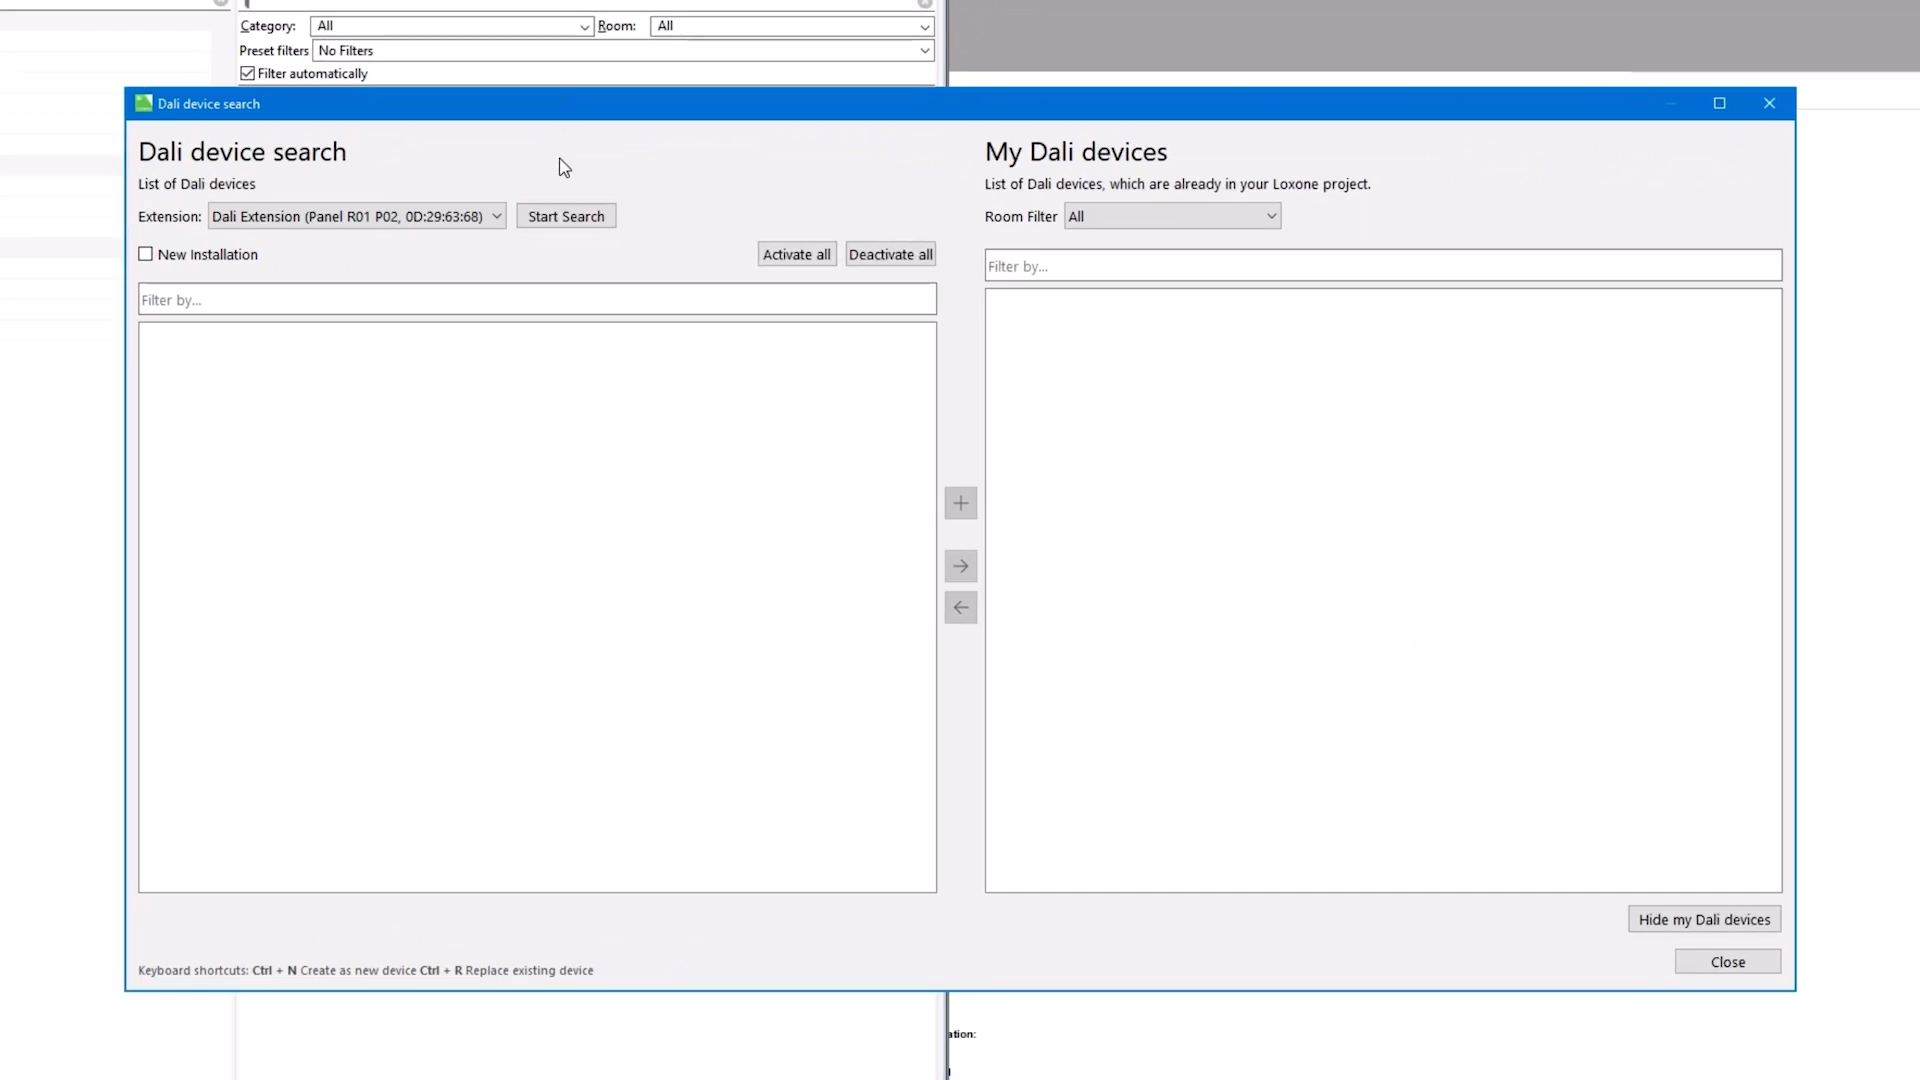 Category: All Room: All
Preset filters No Filters
Filter automatically
Dali device search
Dali device search
List of Dali devices
Extension: Dali Extension (Panel R01 P02, 0D:29:63:68) Start Search
New Installation Activate all Deactivate all
Filter by...
My Dali devices
List of Dali devices, which are already in your Loxone project.
Room Filter All
Filter by...
Hide my Dali devices
Keyboard shortcuts: Ctrl + N Create as new device Ctrl + R Replace existing device
Close
ation: